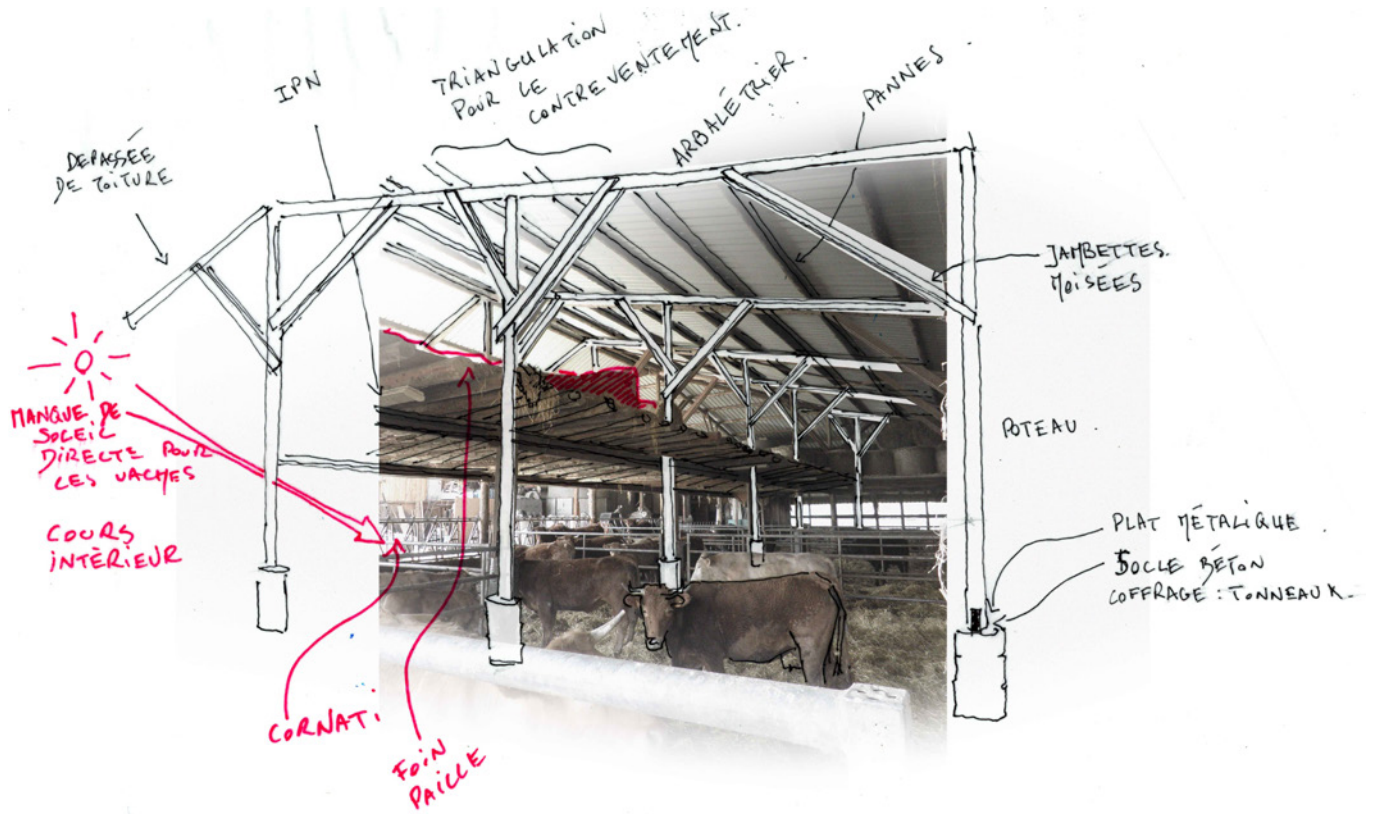 IPN
TRIANGULATION
POUR LE
CONTREVENTEMENT.
ARBALÉTRIER.
PANNES.
DEPASSÉE
DE TOITURE
JAMBETTES.
MOISÉES
MANQUE DE
SOLEIL
DIRECTE POUR
LES VACHES
COURS
INTÈRIEUR
POTEAU.
PLAT MÉTALIQUE.
SOCLE BÉTON
COFFRAGE : TONNEAUX.
CORNATI
FOIN
PAILLE